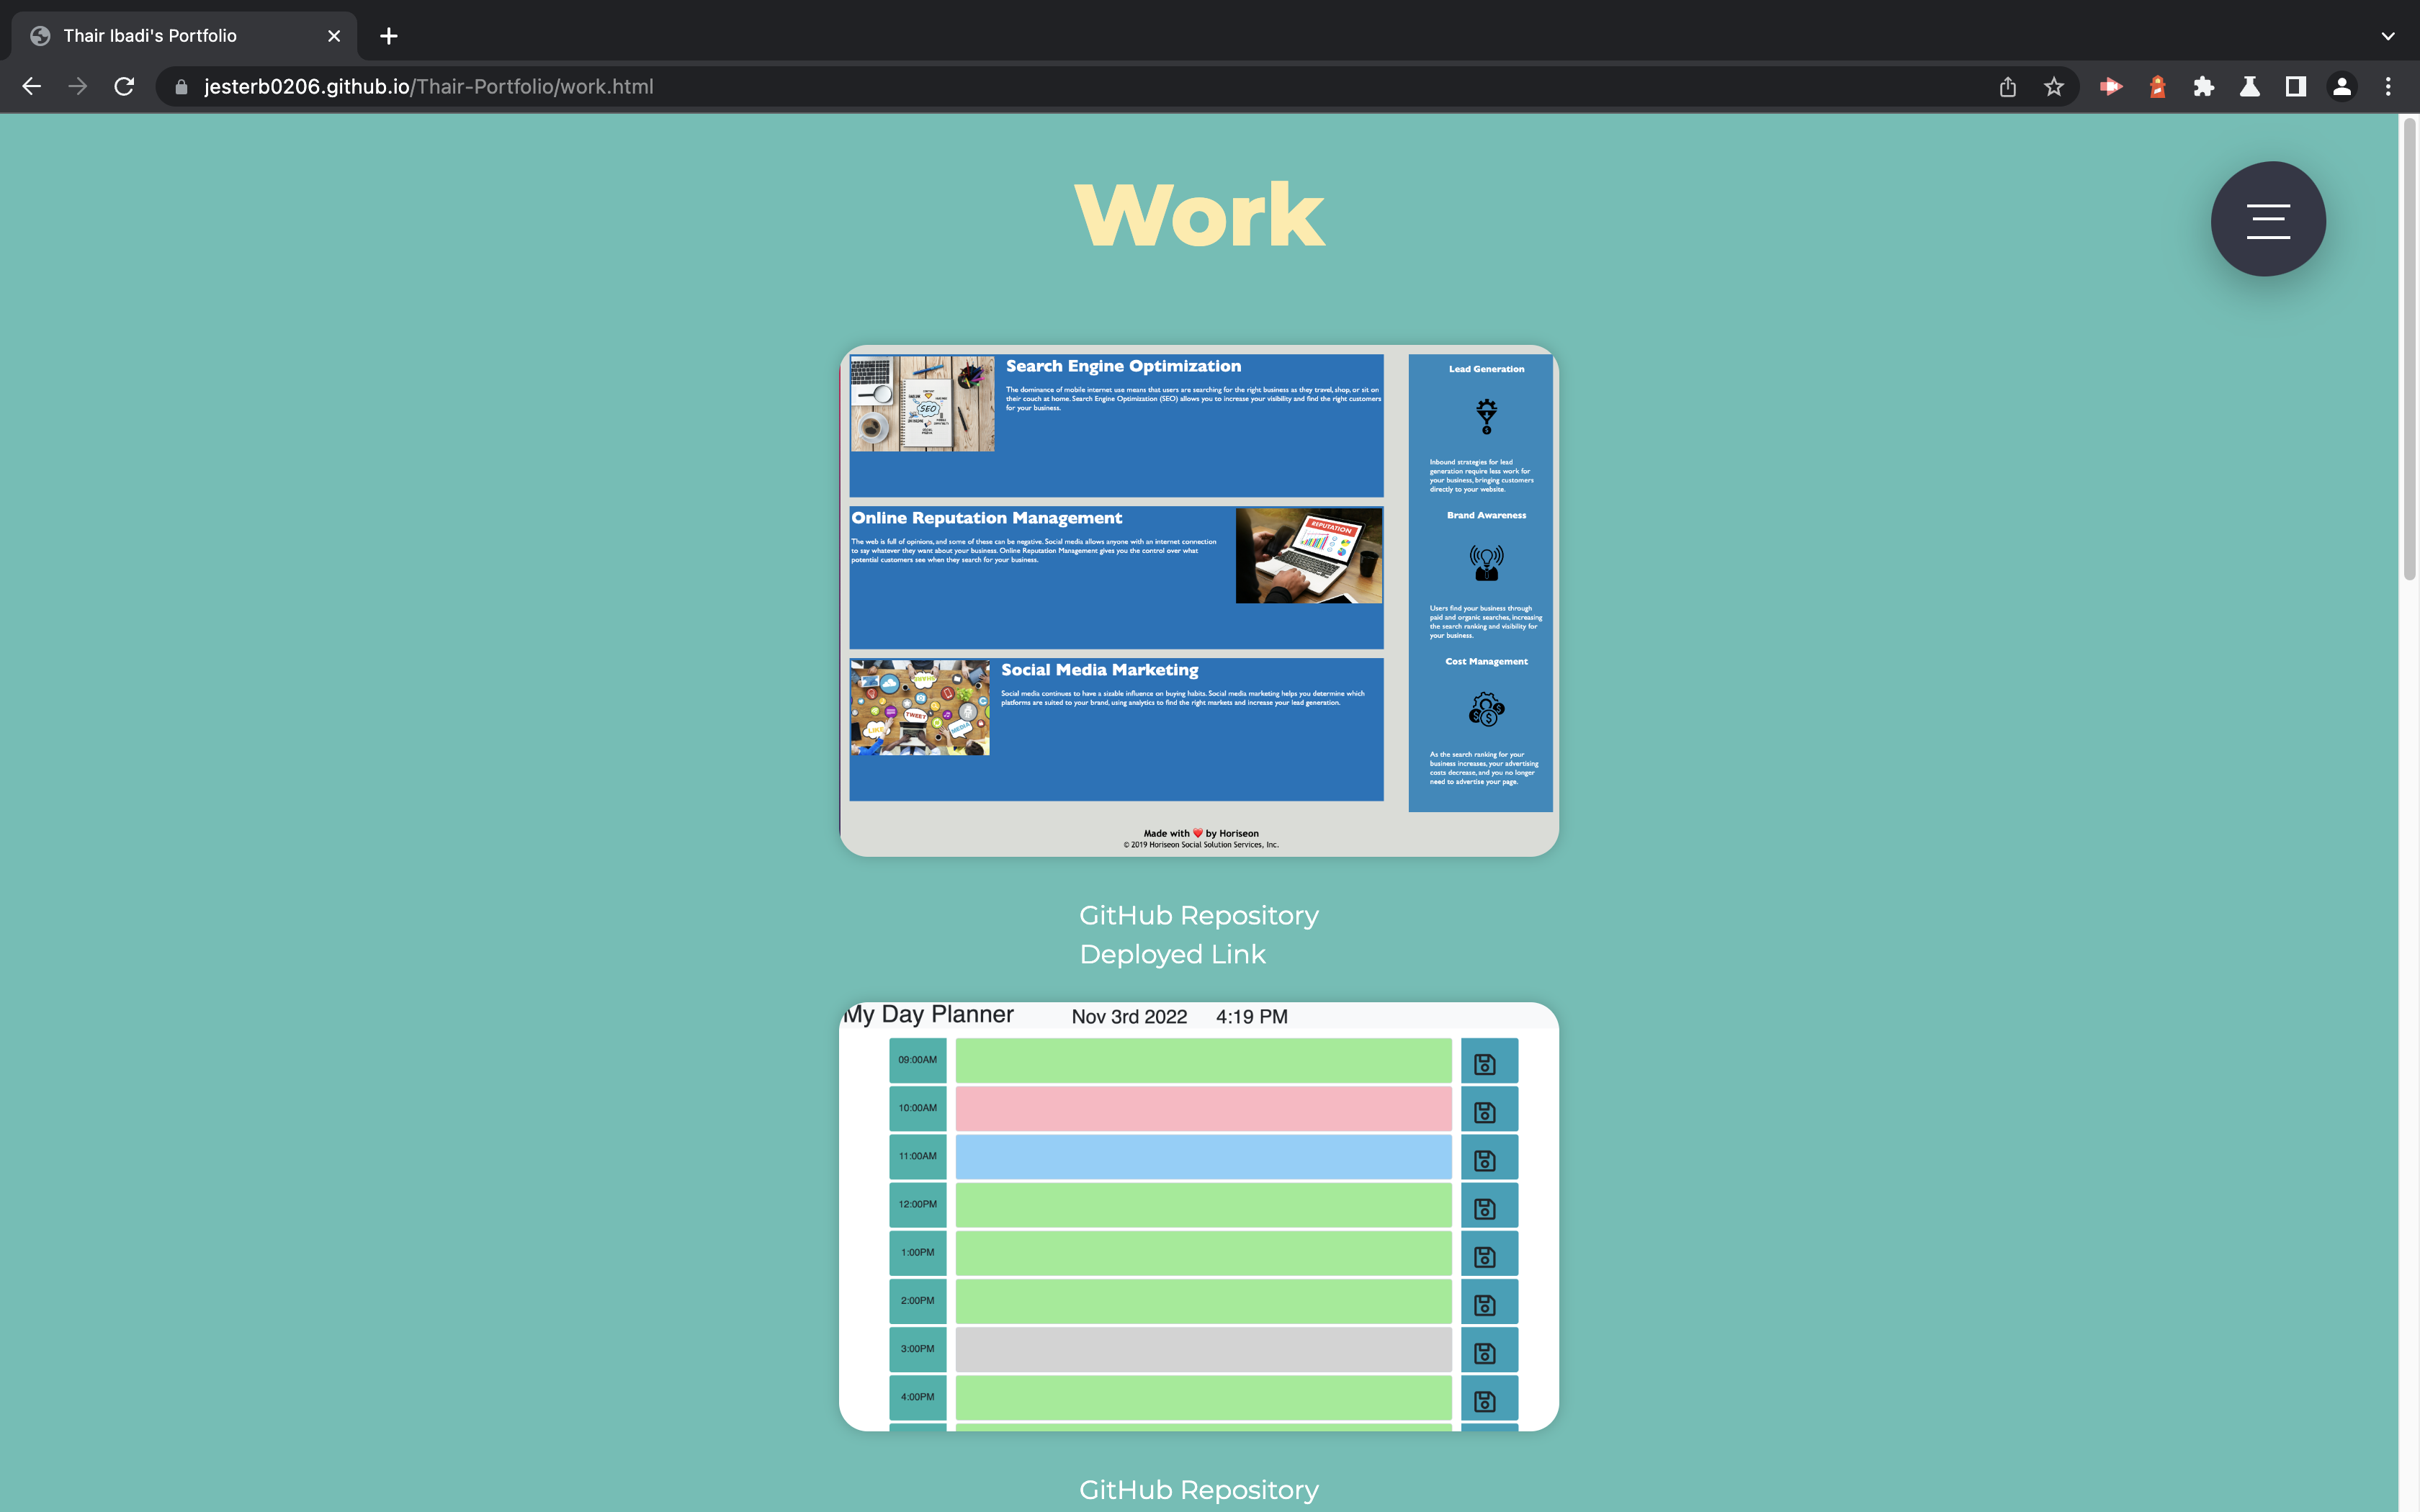 Thair Ibadi's Portfolio
jesterb0206.github.io/Thair-Portfolio/work.html
Work
Search Engine Optimization
The dominance of mobile internet use means that users are searching for the right business as they travel, shop, or sit on
their couch at home. Search Engine Optimization (SEO) allows you to increase your visibility and find the right customers
for your business.
SEO
Online Reputation Management
The web is full of opinions, and some of these can be negative. Social media allows anyone with an internet connection
to say whatever they want about your business. Online Reputation Management gives you the control over what
potential customers see when they search for your business.
REPUTATION
Social Media Marketing
Social media continues to have a sizable influence on buying habits. Social media marketing helps you determine which
platforms are suited to your brand, using analytics to find the right markets and increase your lead generation.
TWEET
LIKE
MEDIA
Lead Generation
Inbound strategies for lead
generation require less work for
your business, bringing customers
directly to your website.
Brand Awareness
Users find your business through
paid and organic searches, increasing
the search ranking and visibility for
your business.
Cost Management
As the search ranking for your
business increases, your advertising
costs decrease, and you no longer
need to advertise your page.
Made with ❤️ by Horiseon
© 2019 Horiseon Social Solution Services, Inc.
GitHub Repository
Deployed Link
My Day Planner Nov 3rd 2022 4:19 PM
09:00AM
10:00AM
11:00AM
12:00PM
1:00PM
2:00PM
3:00PM
4:00PM
GitHub Repository